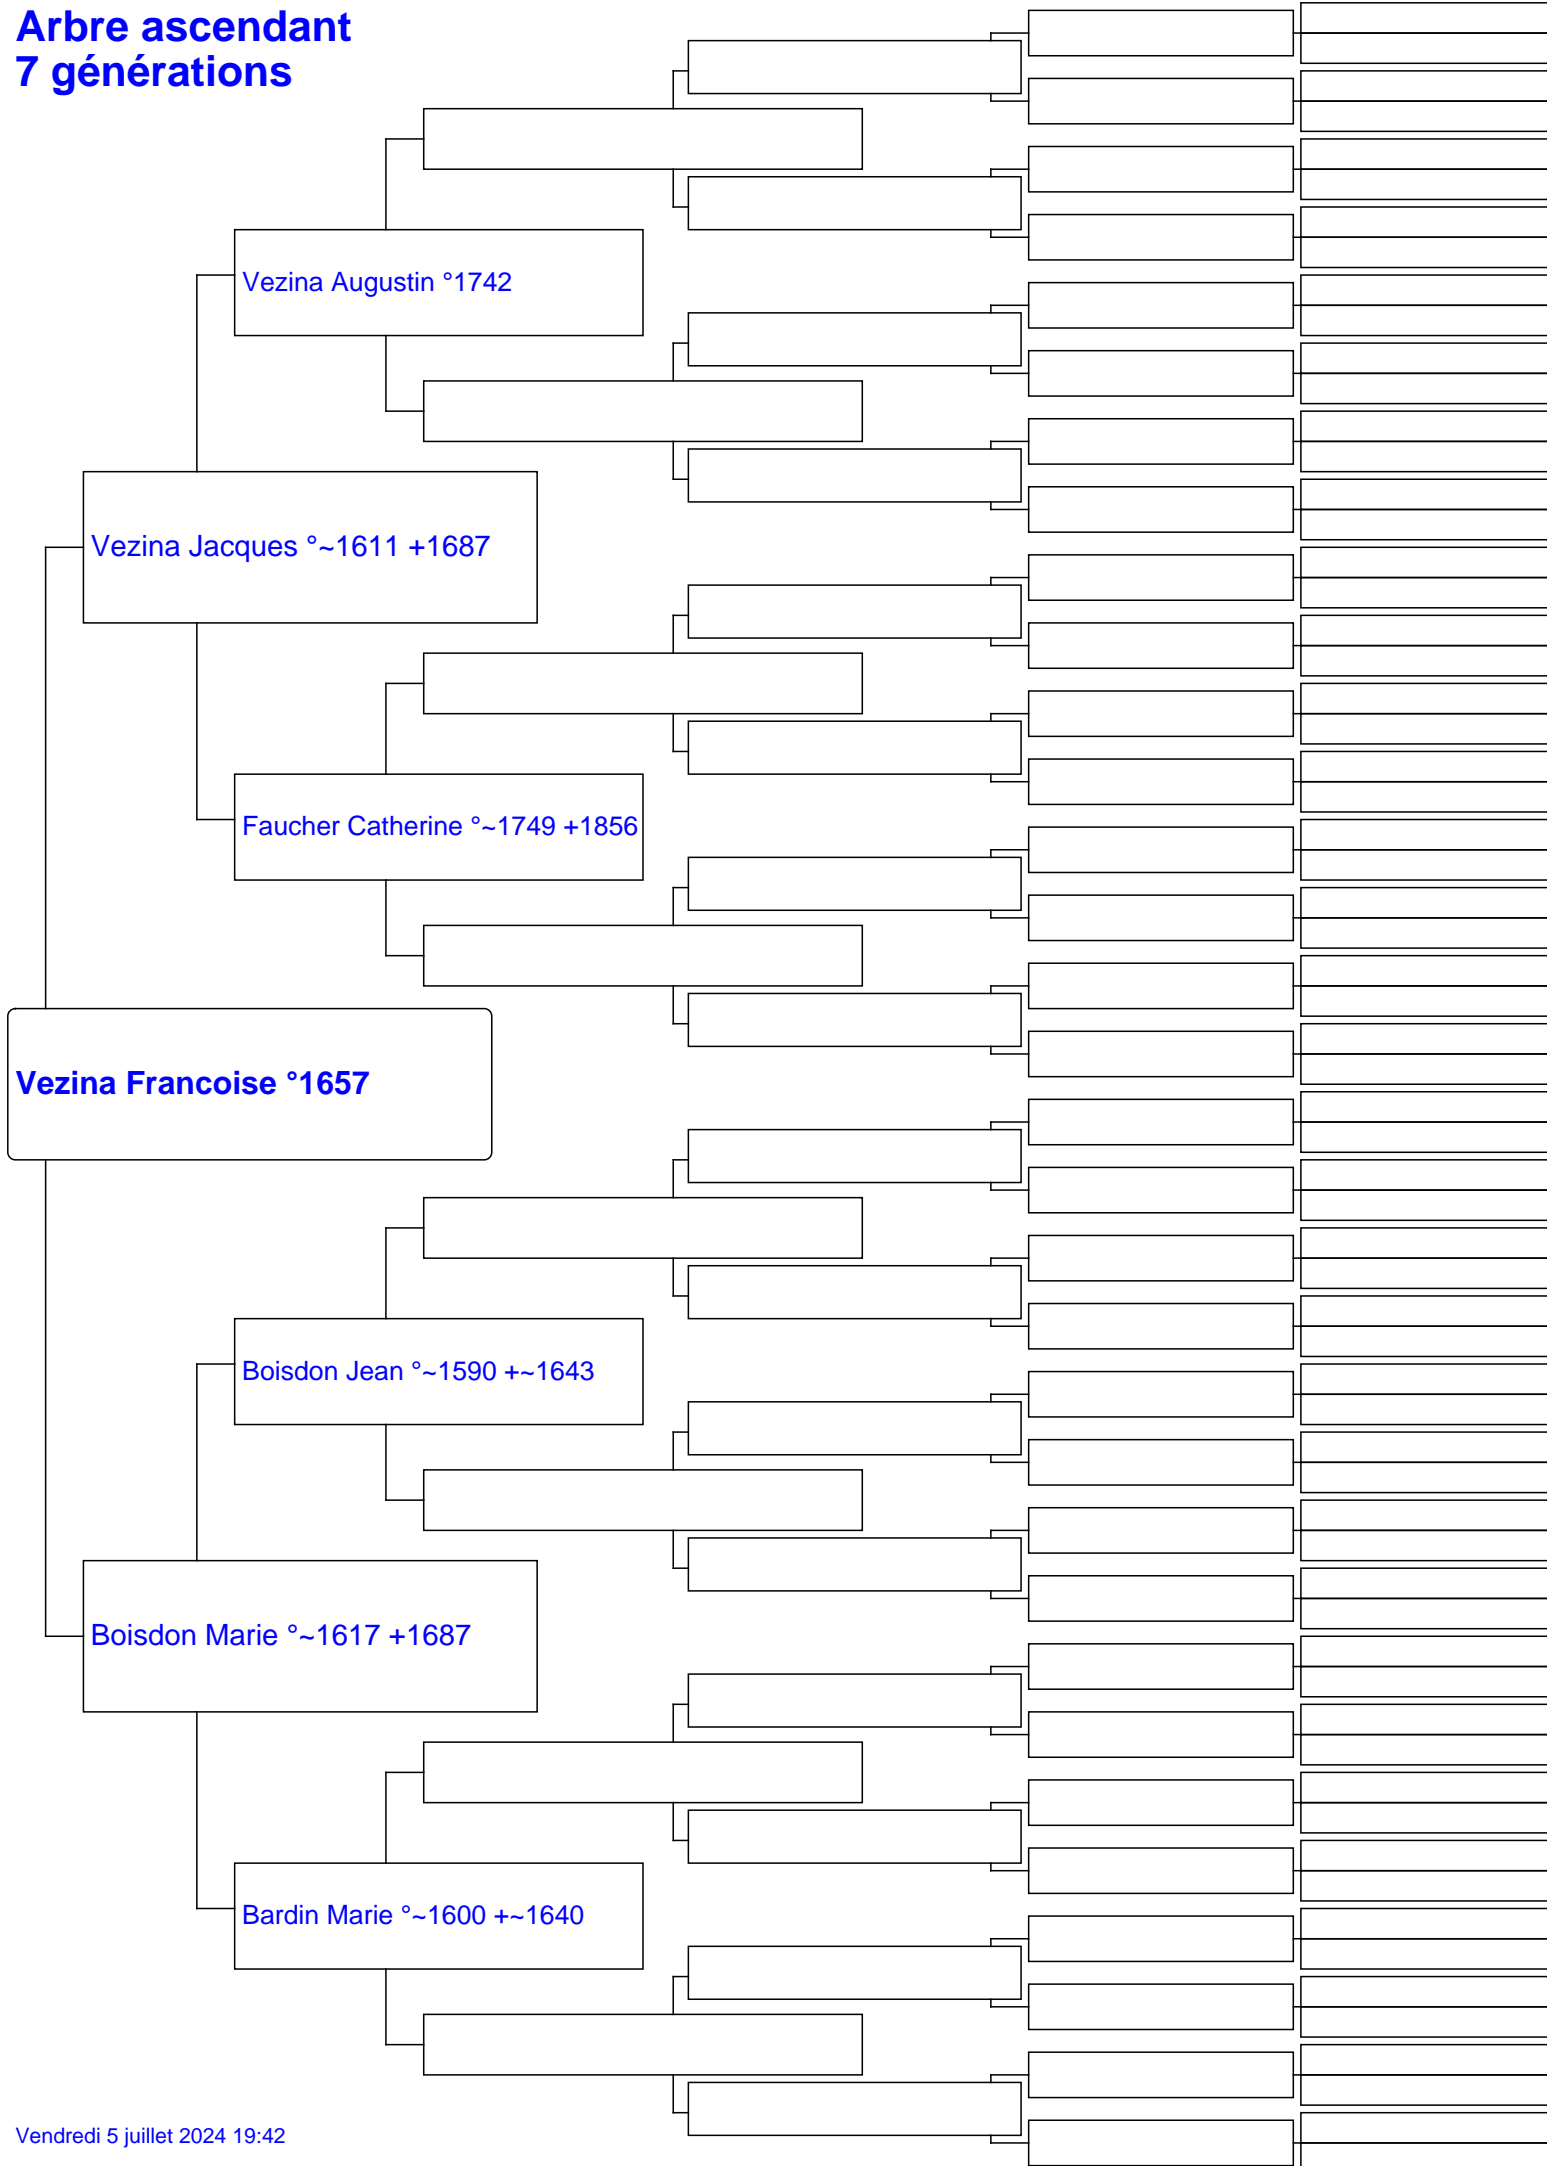 Arbre ascendant
7 générations
Vezina Augustin °1742
Vezina Jacques °~1611 +1687
Faucher Catherine °~1749 +1856
Vezina Francoise °1657
Boisdon Jean °~1590 +~1643
Boisdon Marie °~1617 +1687
Bardin Marie °~1600 +~1640
Vendredi 5 juillet 2024 19:42